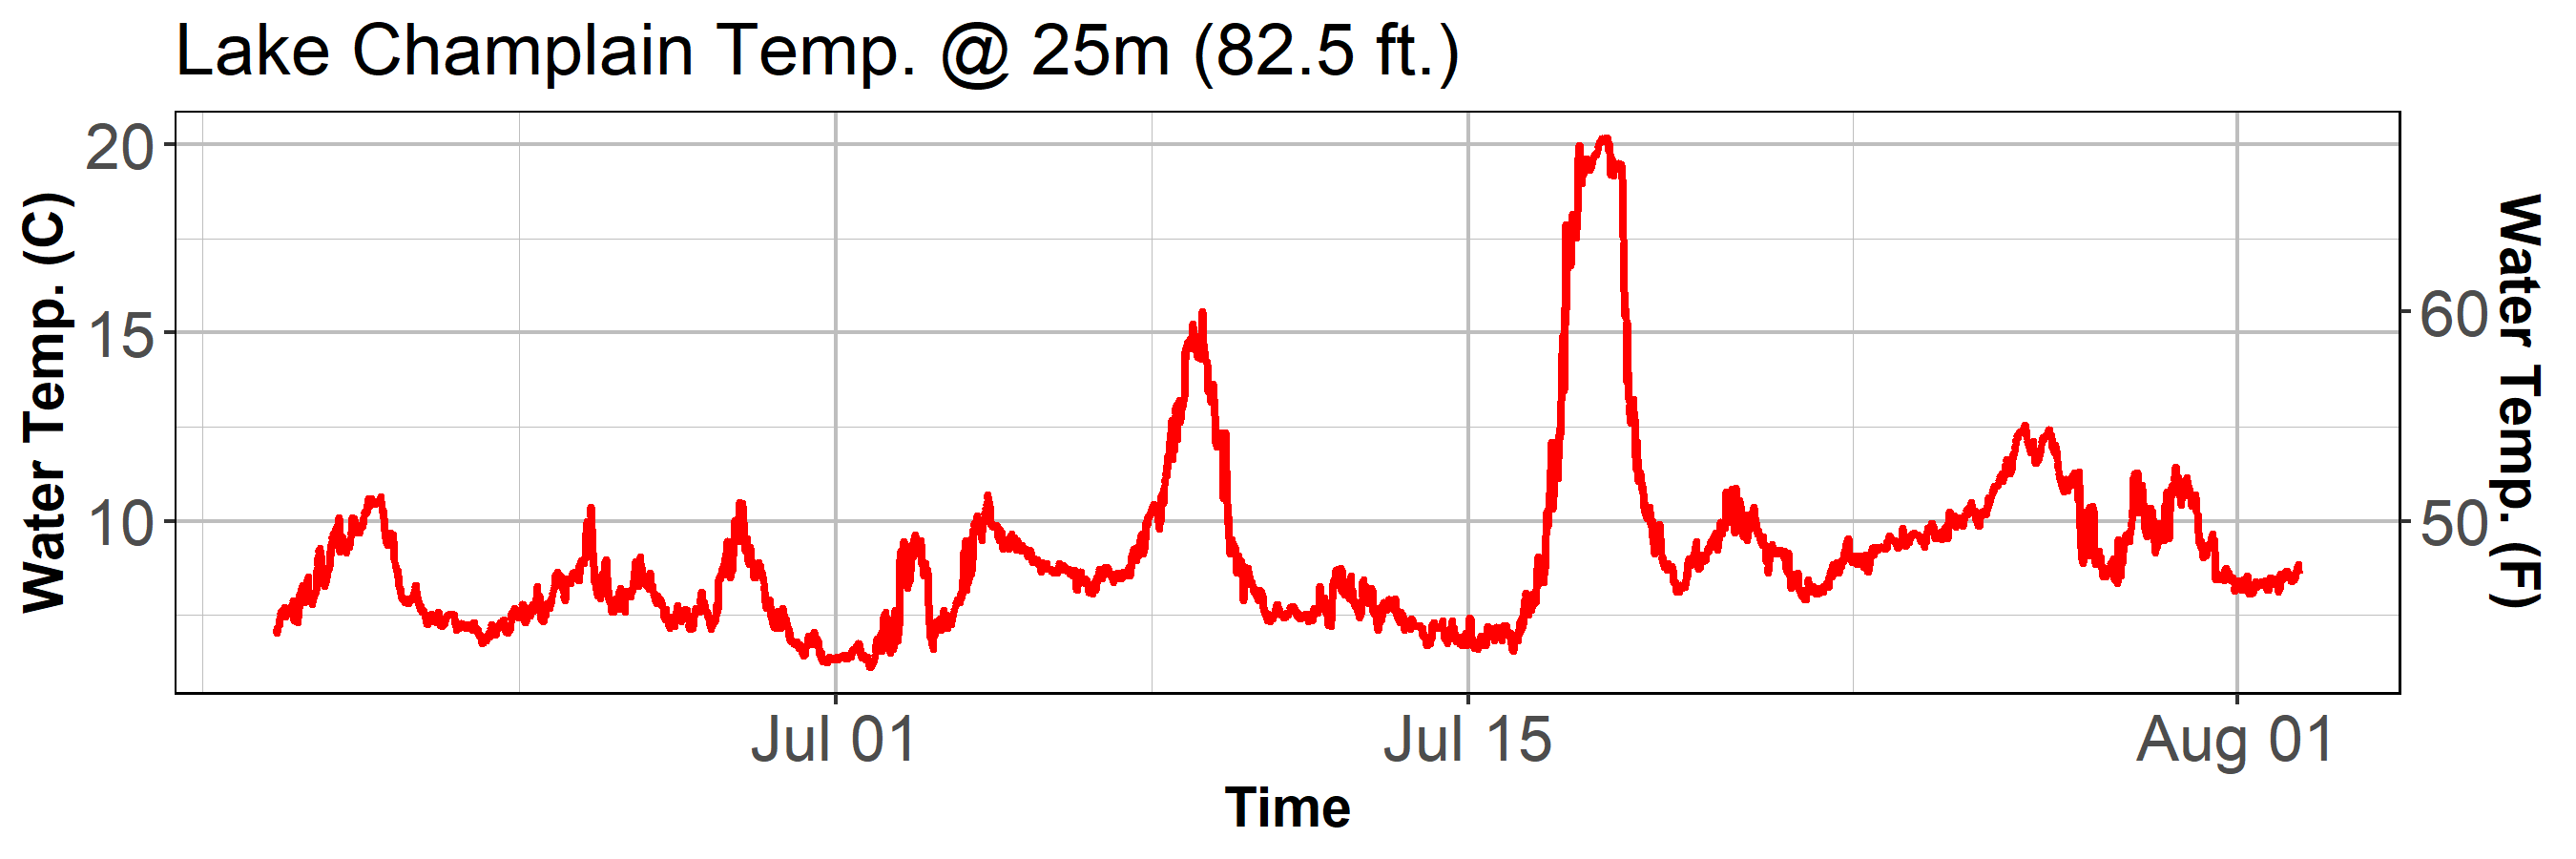 Lake Champlain Temp. @ 25m (82.5 ft.)
20
15
10
Water Temp. (C)
60
50
Water Temp. (F)
Jul 01
Jul 15
Aug 01
Time